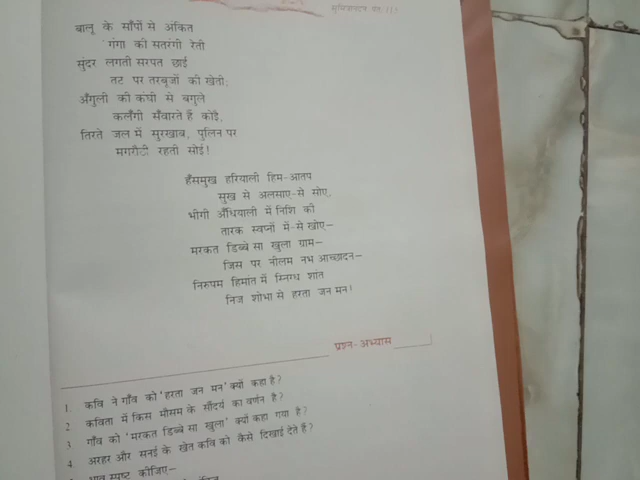 बालू के साँपों से अंकित
गंगा की सतरंगी रेती
सुंदर लगती सरपत छाई
तट पर तरबूजों की खेती;
अँगुली की कंघी से बगुले
कलँगी सँवारते हैं कोई,
तिरते जल में सुरखाब, पुलिन पर
मगरौठी रहती सोई!
हँसमुख हरियाली हिम-आतप
सुख से अलसाए-से सोए,
भीगी अँधियाली में निशि की
तारक स्वप्नों में-से खोए-
मरकत डिब्बे सा खुला ग्राम-
जिस पर नीलम नभ आच्छादन-
निरुपम हिमांत में स्निग्ध शांत
निज शोभा से हरता जन मन!
प्रश्न-अभ्यास
1. कवि ने गाँव को 'हरता जन मन' क्यों कहा है?
2 कविता में किस मौसम के सौंदर्य का वर्णन है?
3 गाँव को 'मरकत डिब्बे सा खुला' क्यों कहा गया है?
4 अरहर और सनई के खेत कवि को कैसे दिखाई देते हैं?
भाव स्पष्ट कीजिए-